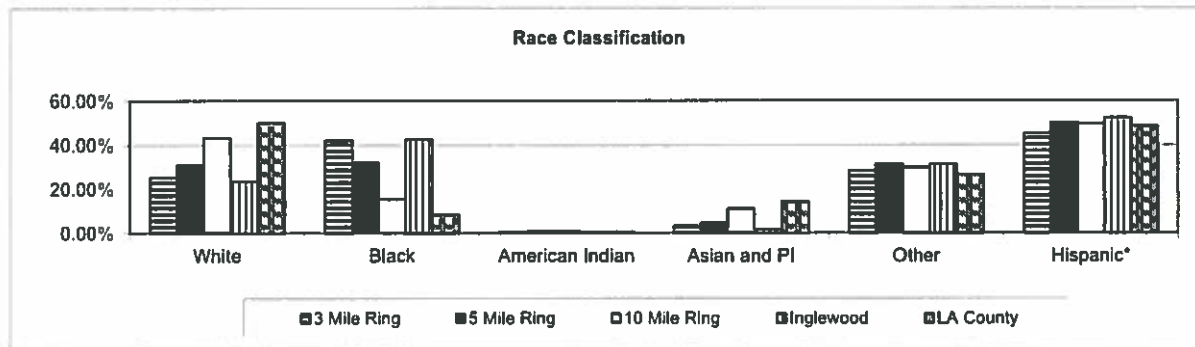 Race Classification
60.00%
40.00%
20.00%
0.00%
White Black American Indian Asian and PI Other Hispanic*
3 Mile Ring 5 Mile Ring 10 Mile Ring Inglewood LA County